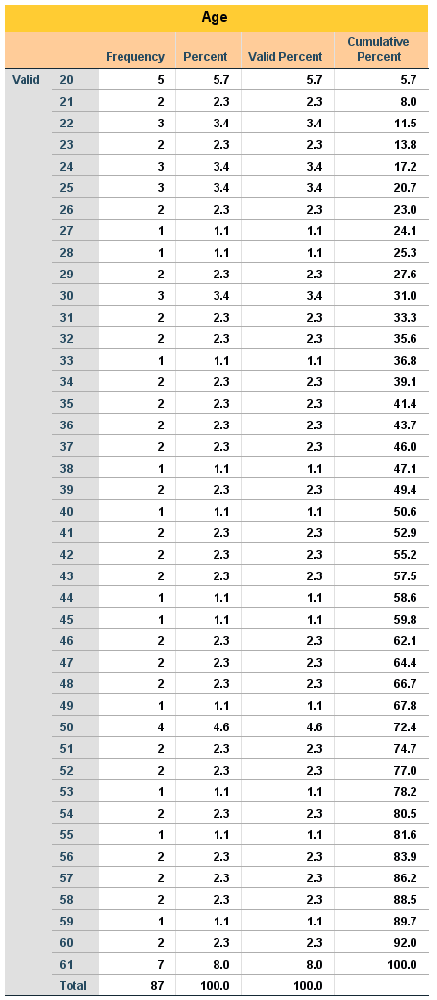 Age
Frequency Percent Valid Percent Cumulative Percent
Valid 20 5 5.7 5.7 5.7
21 2 2.3 2.3 8.0
22 3 3.4 3.4 11.5
23 2 2.3 2.3 13.8
24 3 3.4 3.4 17.2
25 3 3.4 3.4 20.7
26 2 2.3 2.3 23.0
27 1 1.1 1.1 24.1
28 1 1.1 1.1 25.3
29 2 2.3 2.3 27.6
30 3 3.4 3.4 31.0
31 2 2.3 2.3 33.3
32 2 2.3 2.3 35.6
33 1 1.1 1.1 36.8
34 2 2.3 2.3 39.1
35 2 2.3 2.3 41.4
36 2 2.3 2.3 43.7
37 2 2.3 2.3 46.0
38 1 1.1 1.1 47.1
39 2 2.3 2.3 49.4
40 1 1.1 1.1 50.6
41 2 2.3 2.3 52.9
42 2 2.3 2.3 55.2
43 2 2.3 2.3 57.5
44 1 1.1 1.1 58.6
45 1 1.1 1.1 59.8
46 2 2.3 2.3 62.1
47 2 2.3 2.3 64.4
48 2 2.3 2.3 66.7
49 1 1.1 1.1 67.8
50 4 4.6 4.6 72.4
51 2 2.3 2.3 74.7
52 2 2.3 2.3 77.0
53 1 1.1 1.1 78.2
54 2 2.3 2.3 80.5
55 1 1.1 1.1 81.6
56 2 2.3 2.3 83.9
57 2 2.3 2.3 86.2
58 2 2.3 2.3 88.5
59 1 1.1 1.1 89.7
60 2 2.3 2.3 92.0
61 7 8.0 8.0 100.0
Total 87 100.0 100.0